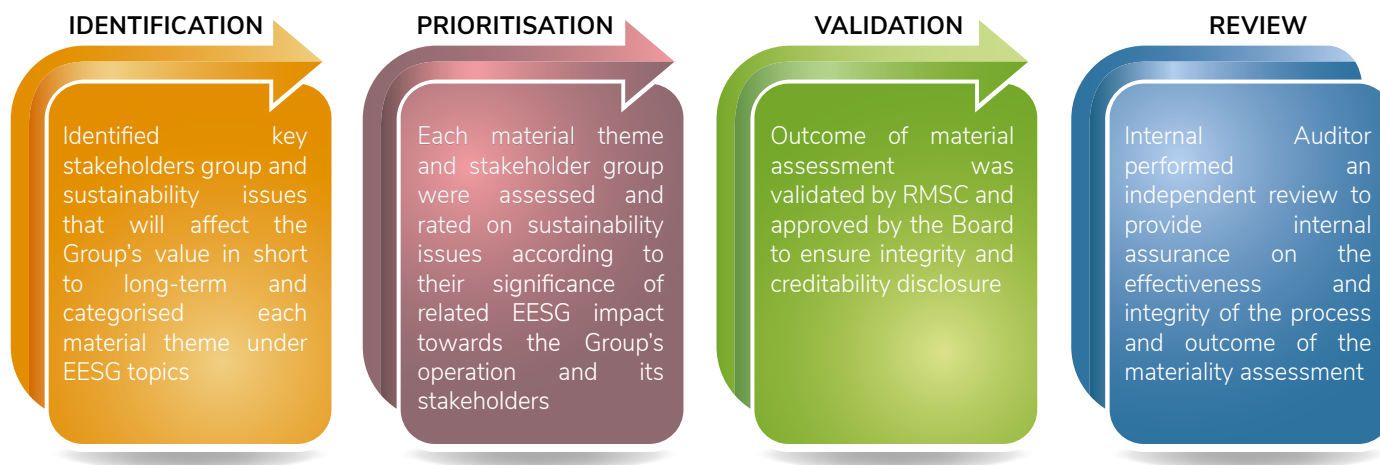 IDENTIFICATION
Identified key
stakeholders group and
sustainability issues
that will affect the
Group's value in short
to long-term and
categorised each
material theme under
EESG topics
PRIORITISATION
Each material theme
and stakeholder group
were assessed and
rated on sustainability
issues according to
their significance of
related EESG impact
towards the Group's
operation and its
stakeholders
VALIDATION
Outcome of material
assessment was
validated by RMSC and
approved by the Board
to ensure integrity and
creditability disclosure
REVIEW
Internal Auditor
performed an
independent review to
provide internal
assurance on the
effectiveness and
integrity of the process
and outcome of the
materiality assessment